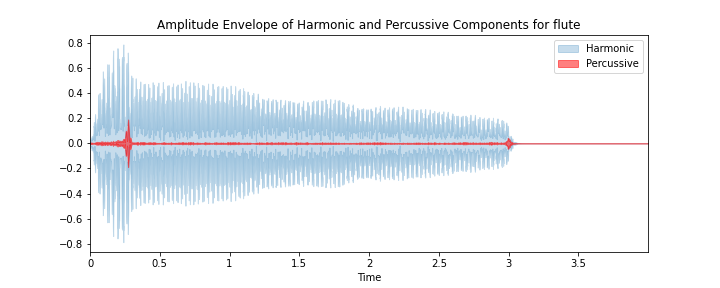 Amplitude Envelope of Harmonic and Percussive Components for flute
Harmonic
Percussive
0.8
0.6
0.4
0.2
0.0
−0.2
−0.4
−0.6
−0.8
0 0.5 1 1.5 2 2.5 3 3.5
Time